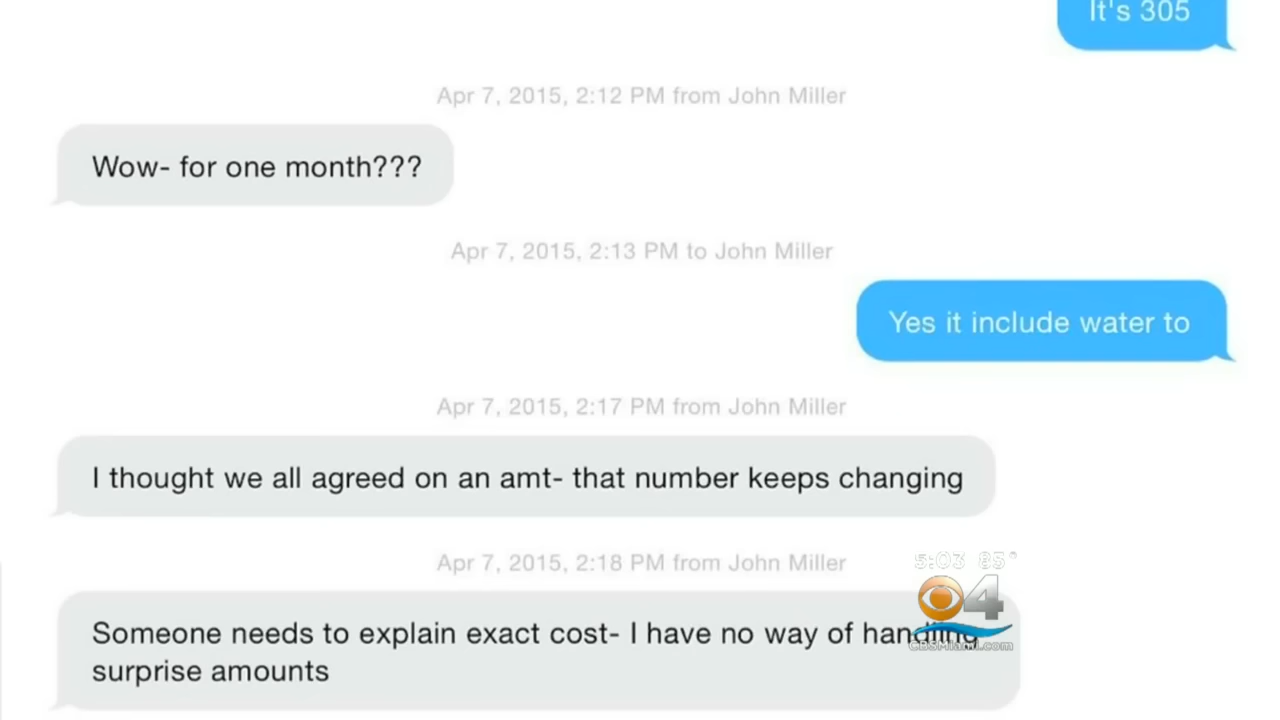 It's 305
Apr 7, 2015, 2:12 PM from John Miller
Wow- for one month???
Apr 7, 2015, 2:13 PM to John Miller
Yes it include water to
Apr 7, 2015, 2:17 PM from John Miller
I thought we all agreed on an amt- that number keeps changing
Apr 7, 2015, 2:18 PM from John Miller
Someone needs to explain exact cost- I have no way of handling
surprise amounts
5:03 85°
4
CBSMiami.com